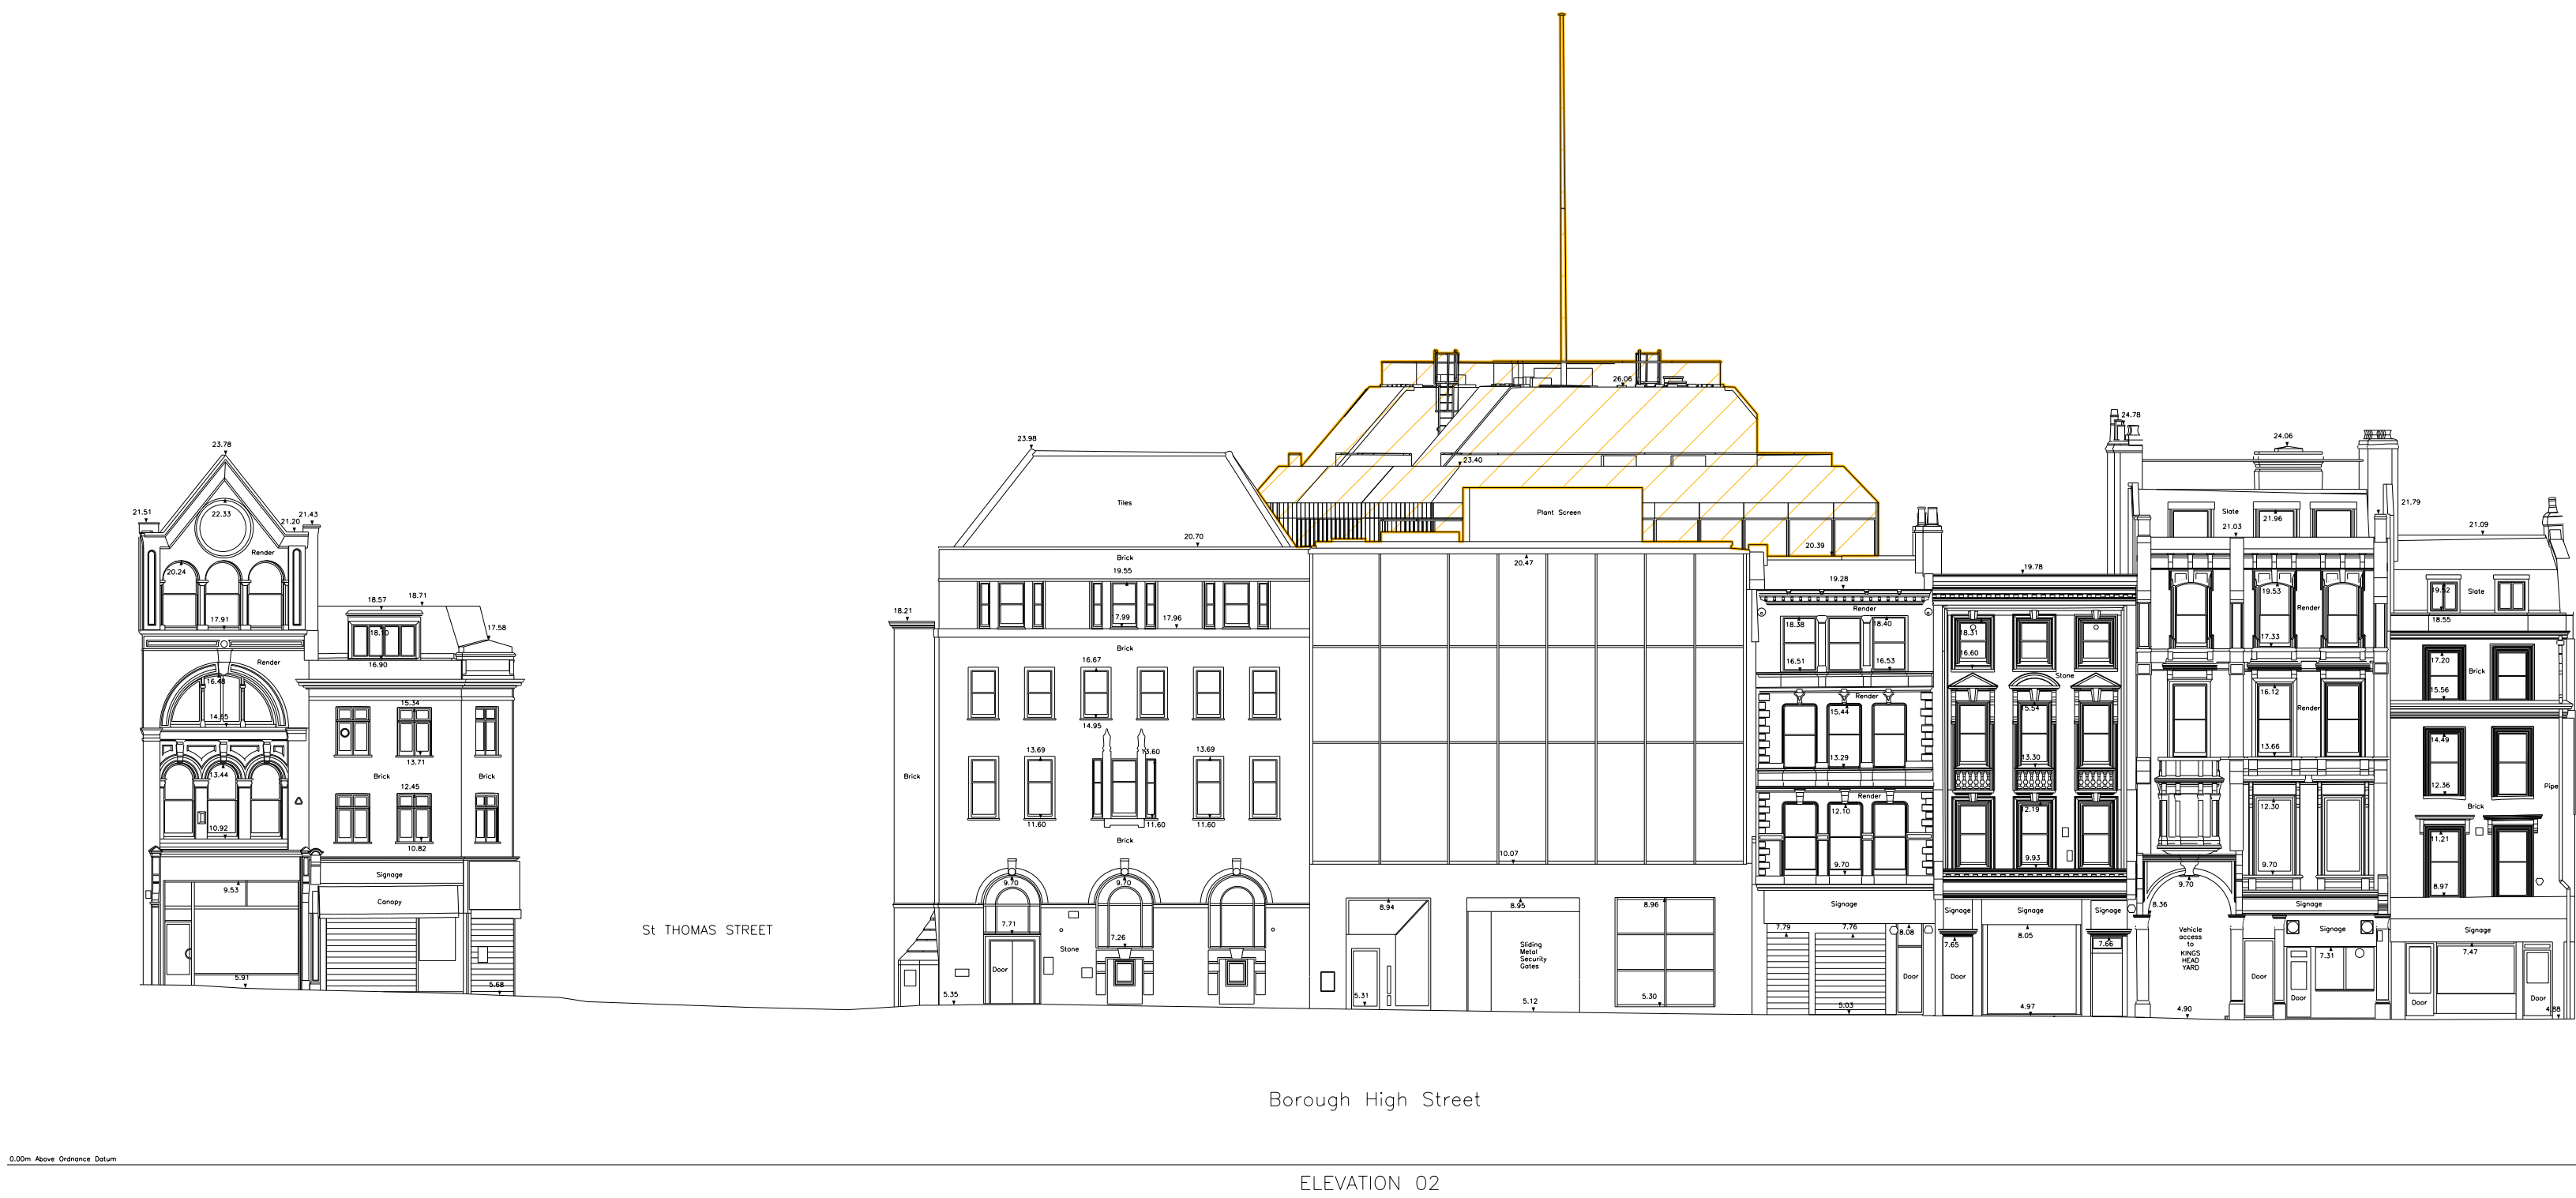 26.06
24.78
24.06
23.98
23.78
23.40
Tiles
21.51
22.33
21.20
21.43
Render
20.24
17.91
18.57
18.71
18.10
16.90
17.58
Render
16.48
14.65
15.34
13.71
Brick
Brick
13.44
12.45
10.92
10.82
Signage
Canopy
9.53
5.91
5.68
St THOMAS STREET
20.70
Brick
19.55
18.21
17.96
Brick
16.67
14.95
13.69
13.60
13.69
Brick
11.60
11.60
11.60
Brick
9.70
9.70
7.71
7.26
Stone
Door
5.35
Plant Screen
20.47
20.39
10.07
8.94
8.95
8.96
Sliding
Metal
Security
Gates
5.31
5.12
5.30
19.28
Render
18.38
18.40
16.51
16.53
Render
15.44
13.29
Render
12.10
9.70
Signage
7.79
7.76
8.08
Door
5.03
19.78
18.31
16.60
Stone
15.54
13.30
12.19
9.93
Signage
Signage
Signage
7.65
8.05
7.66
Door
4.97
Slate
21.96
21.03
21.79
19.53
Render
17.33
16.12
Render
13.66
12.30
9.70
9.70
8.36
Signage
Vehicle
access
to
KINGS
HEAD
YARD
Signage
7.31
Door
Door
4.90
21.09
19.52
Slate
18.55
17.20
Brick
15.56
14.49
12.36
Pipe
Brick
11.21
8.97
Signage
7.47
Door
Door
4.88
Borough High Street
0.00m Above Ordnance Datum
ELEVATION 02